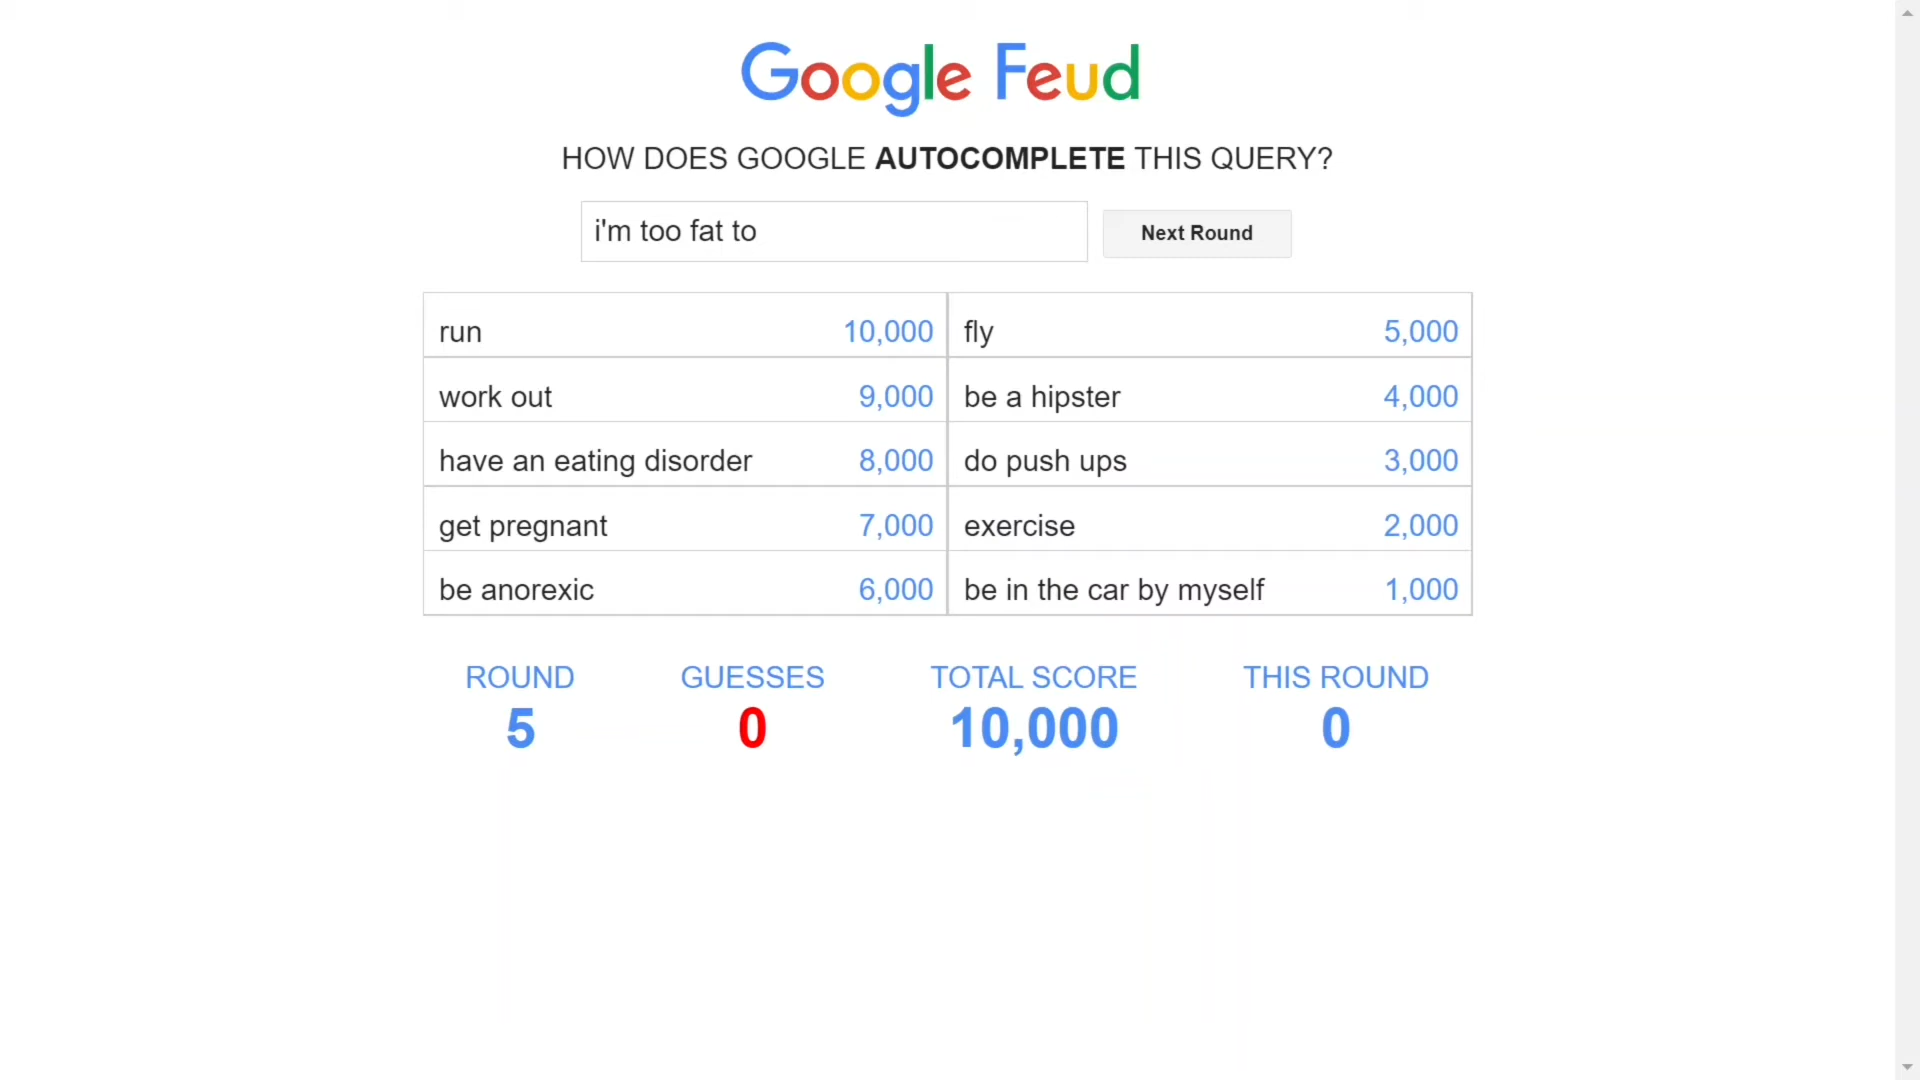 Google Feud
HOW DOES GOOGLE AUTOCOMPLETE THIS QUERY?
i'm too fat to
Next Round
run 10,000 fly 5,000
work out 9,000 be a hipster 4,000
have an eating disorder 8,000 do push ups 3,000
get pregnant 7,000 exercise 2,000
be anorexic 6,000 be in the car by myself 1,000
ROUND GUESSES TOTAL SCORE THIS ROUND
5 0 10,000 0